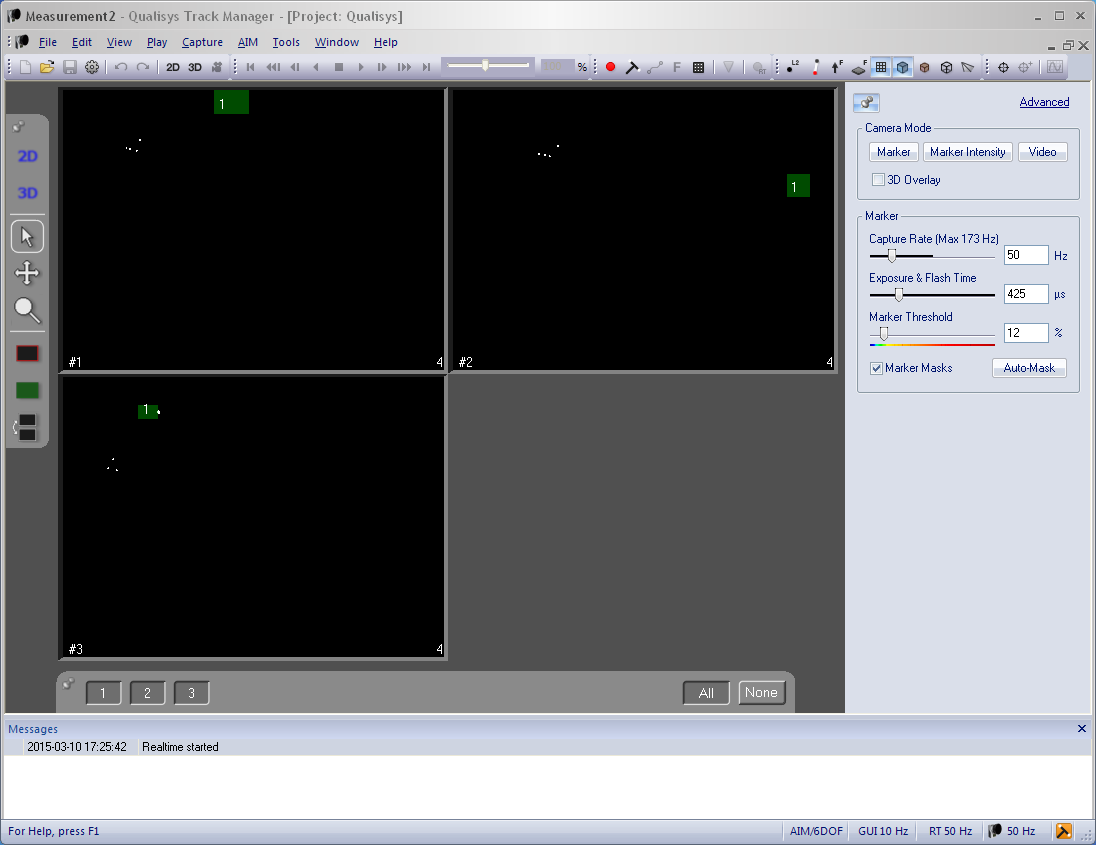 Measurement2 - Qualisys Track Manager - [Project: Qualisys]
File Edit View Play Capture AIM Tools Window Help
2D 3D % F L2 F F RT
2D
3D
1
#1 4
1
#2 4
1
#3 4
1 2 3 All None
Advanced
Camera Mode
Marker Marker Intensity Video
3D Overlay
Marker
Capture Rate (Max 173 Hz)
50 Hz
Exposure & Flash Time
425 µs
Marker Threshold
12 %
Marker Masks Auto-Mask
Messages
2015-03-10 17:25:42 Realtime started
For Help, press F1 AIM/6DOF GUI 10 Hz RT 50 Hz 50 Hz